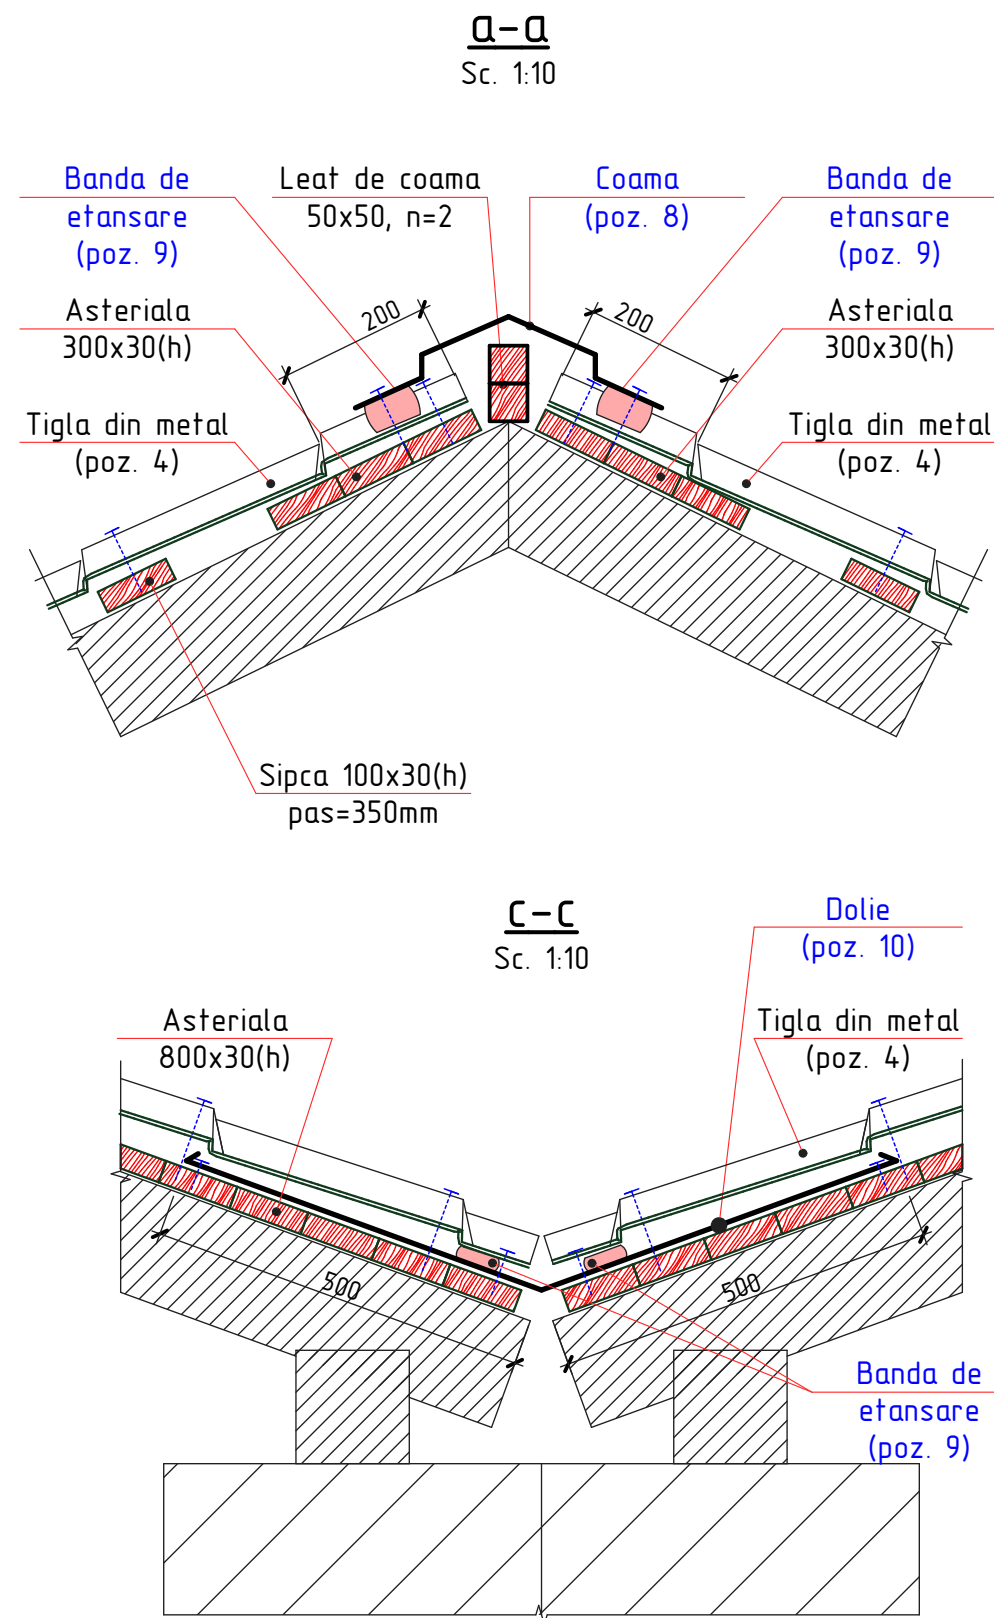 a-a
Sc. 1:10
Banda de
etansare
(poz. 9)
Leat de coama
50x50, n=2
Coama
(poz. 8)
Banda de
etansare
(poz. 9)
Asteriala
300x30(h)
200
200
Asteriala
300x30(h)
Tigla din metal
(poz. 4)
Tigla din metal
(poz. 4)
Sipca 100x30(h)
pas=350mm
c-c
Sc. 1:10
Dolie
(poz. 10)
Asteriala
800x30(h)
Tigla din metal
(poz. 4)
500
500
Banda de
etansare
(poz. 9)